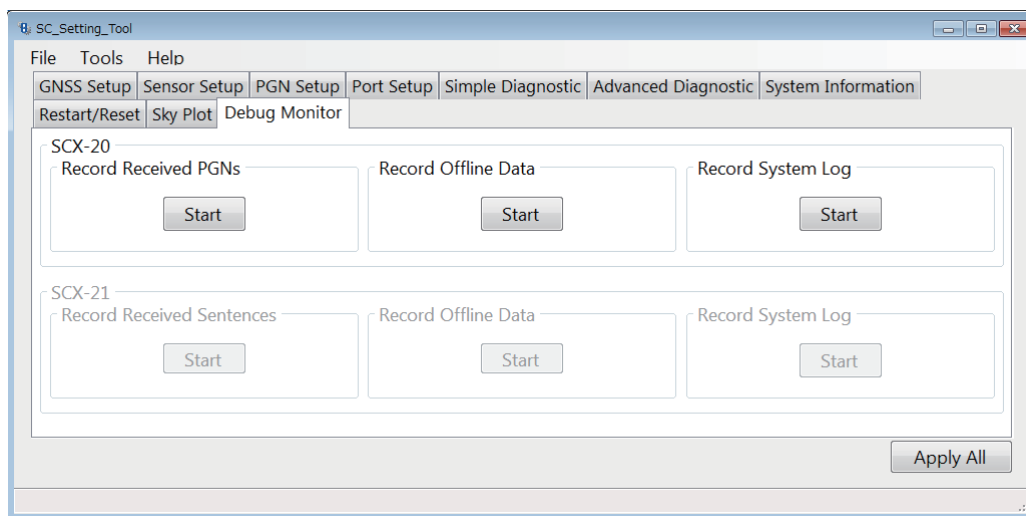 SC_Setting_Tool
File Tools Help
GNSS Setup Sensor Setup PGN Setup Port Setup Simple Diagnostic Advanced Diagnostic System Information
Restart/Reset Sky Plot Debug Monitor
SCX-20
Record Received PGNs Record Offline Data Record System Log
Start Start Start
SCX-21
Record Received Sentences Record Offline Data Record System Log
Start Start Start
Apply All